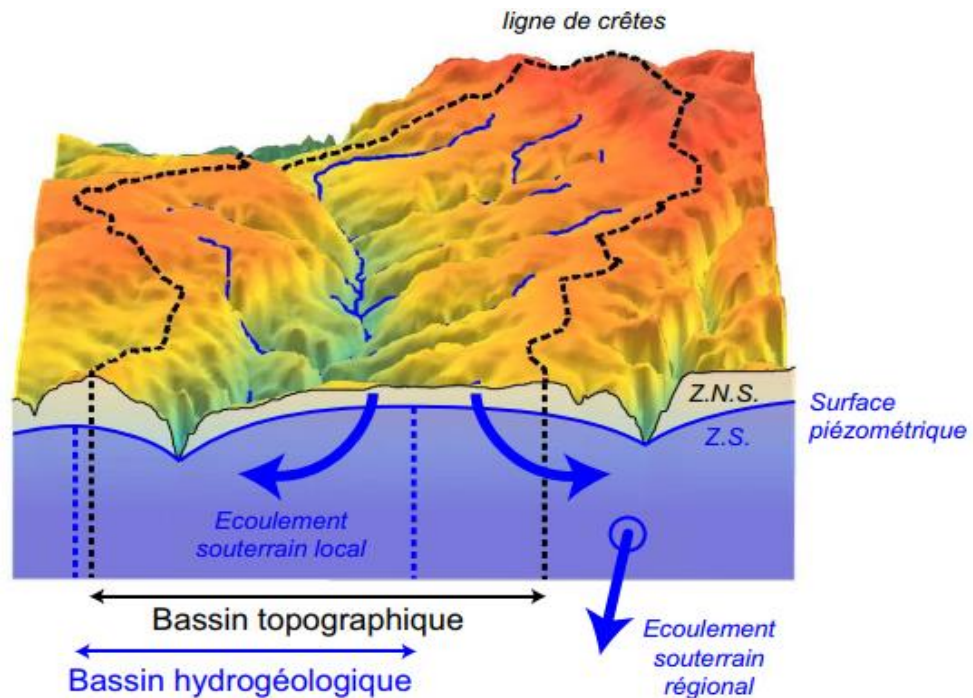 ligne de crêtes
Z.N.S.
Z.S.
Surface
piézométrique
Ecoulement
souterrain local
Bassin topographique
Bassin hydrogéologique
Ecoulement
souterrain
régional